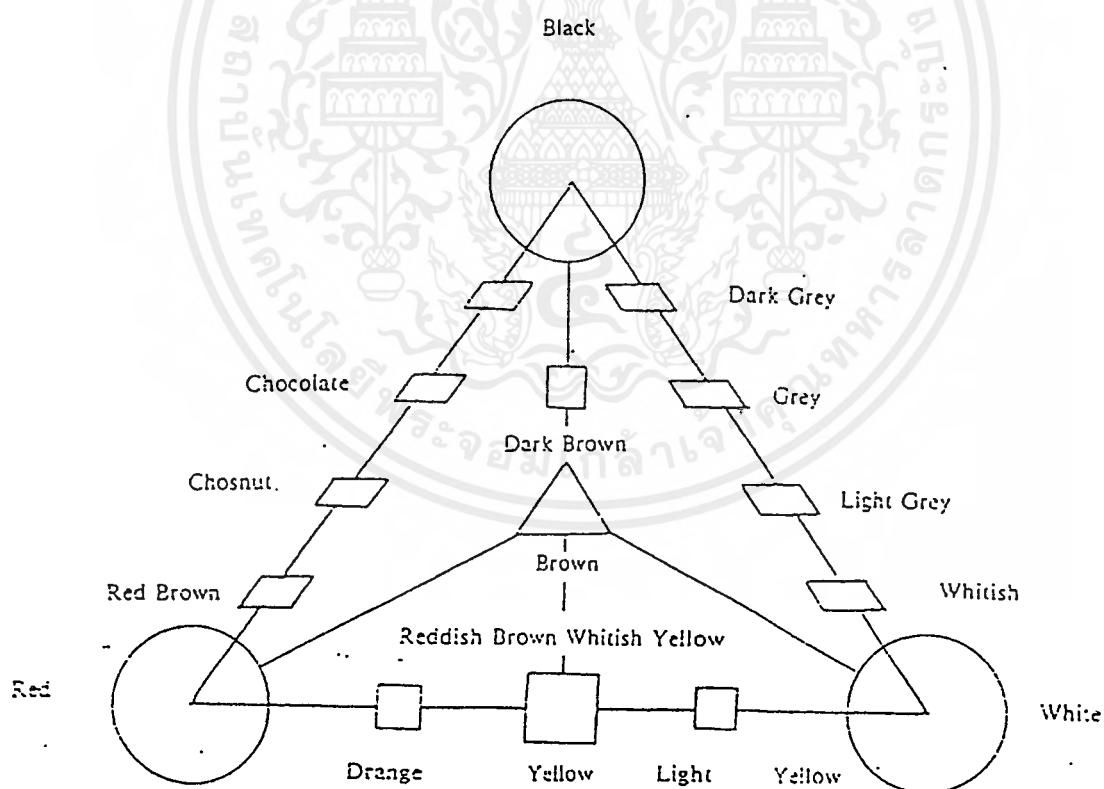 Black
Dark Grey
Chocolate
Grey
Dark Brown
Chosnut.
Light Grey
Brown
Red Brown
Whitish
Reddish Brown Whitish Yellow
Red
White
Drange Yellow Light Yellow